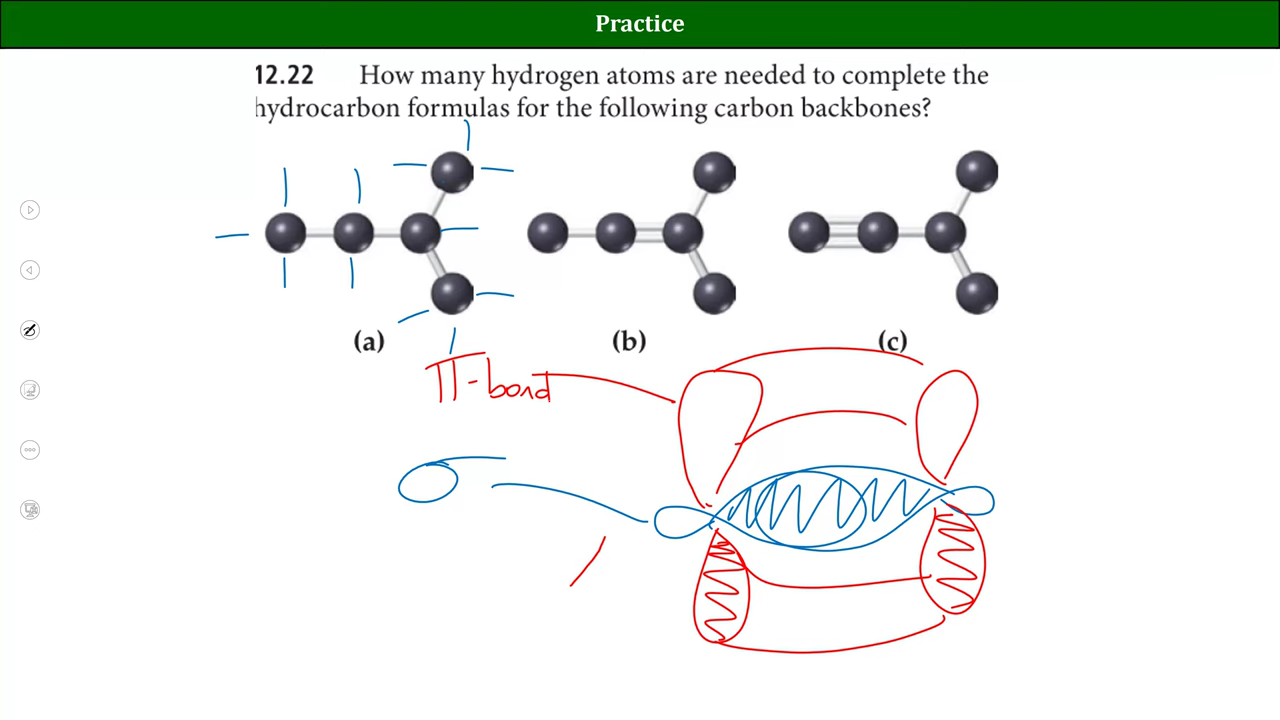 Practice
12.22 How many hydrogen atoms are needed to complete the
hydrocarbon formulas for the following carbon backbones?
(a) (b) (c)
π-bond
σ